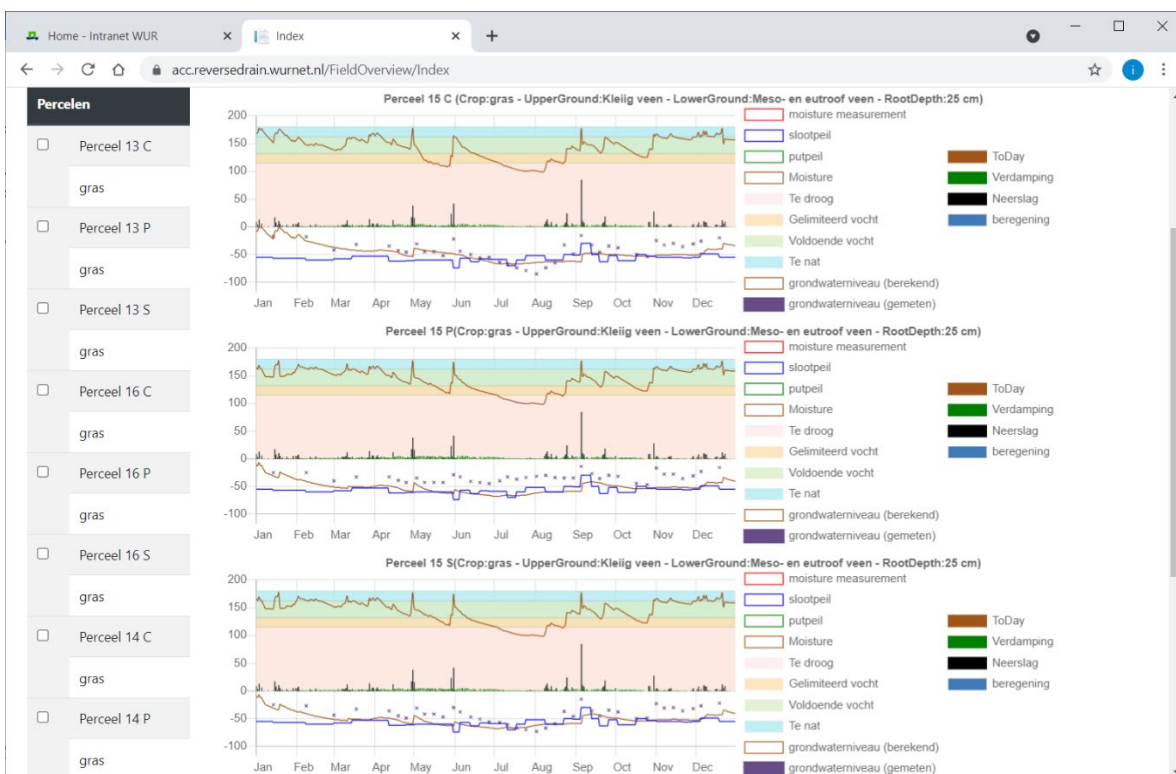 Home - Intranet WUR
Index
acc.reversedrain.wurnet.nl/FieldOverview/Index
Percelen
Perceel 13 C
gras
Perceel 13 P
gras
Perceel 13 S
gras
Perceel 16 C
gras
Perceel 16 P
gras
Perceel 16 S
gras
Perceel 14 C
gras
Perceel 14 P
gras
Perceel 15 C (Crop:gras - UpperGround:Kleiig veen - LowerGround:Meso- en eutroof veen - RootDepth:25 cm)
200
150
100
50
0
-50
-100
Jan Feb Mar Apr May Jun Jul Aug Sep Oct Nov Dec
moisture measurement
slootpeil
putpeil
Moisture
Te droog
Gelimiteerd vocht
Voldoende vocht
Te nat
grondwaterniveau (berekend)
grondwaterniveau (gemeten)
ToDay
Verdamping
Neerslag
beregening
Perceel 15 P(Crop:gras - UpperGround:Kleiig veen - LowerGround:Meso- en eutroof veen - RootDepth:25 cm)
200
150
100
50
0
-50
-100
Jan Feb Mar Apr May Jun Jul Aug Sep Oct Nov Dec
moisture measurement
slootpeil
putpeil
Moisture
Te droog
Gelimiteerd vocht
Voldoende vocht
Te nat
grondwaterniveau (berekend)
grondwaterniveau (gemeten)
ToDay
Verdamping
Neerslag
beregening
Perceel 15 S(Crop:gras - UpperGround:Kleiig veen - LowerGround:Meso- en eutroof veen - RootDepth:25 cm)
200
150
100
50
0
-50
-100
Jan Feb Mar Apr May Jun Jul Aug Sep Oct Nov Dec
moisture measurement
slootpeil
putpeil
Moisture
Te droog
Gelimiteerd vocht
Voldoende vocht
Te nat
grondwaterniveau (berekend)
grondwaterniveau (gemeten)
ToDay
Verdamping
Neerslag
beregening